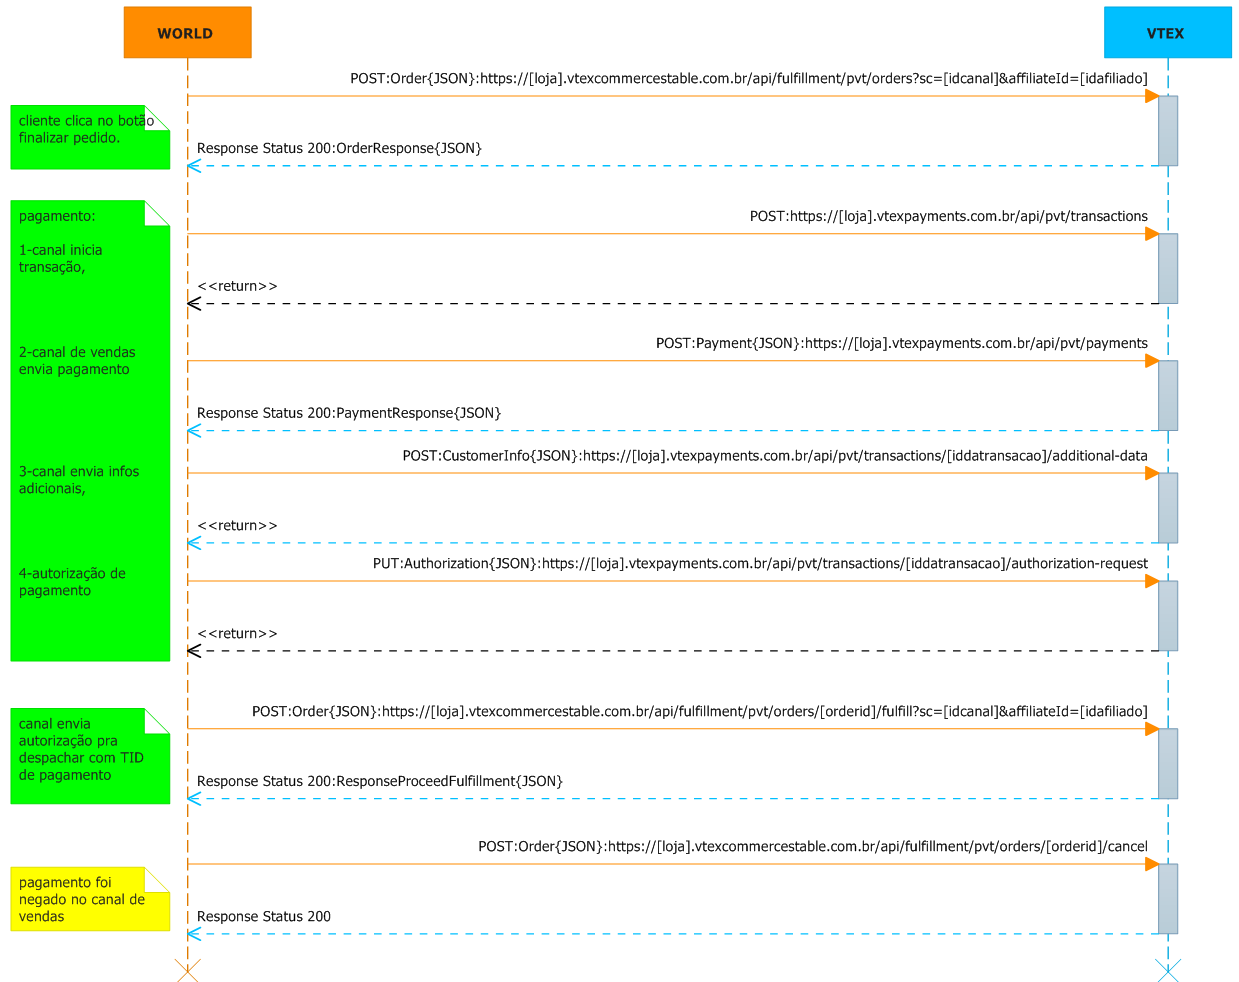 WORLD
VTEX
POST:Order{JSON}:https://[loja].vtexcommercestable.com.br/api/fulfillment/pvt/orders?sc=[idcanal]&affiliateId=[idafiliado]
cliente clica no botão
finalizar pedido.
Response Status 200:OrderResponse{JSON}
pagamento:
POST:https://[loja].vtexpayments.com.br/api/pvt/transactions
1-canal inicia
transação,
<<return>>
POST:Payment{JSON}:https://[loja].vtexpayments.com.br/api/pvt/payments
2-canal de vendas
envia pagamento
Response Status 200:PaymentResponse{JSON}
POST:CustomerInfo{JSON}:https://[loja].vtexpayments.com.br/api/pvt/transactions/[iddatransacao]/additional-data
3-canal envia infos
adicionais,
<<return>>
PUT:Authorization{JSON}:https://[loja].vtexpayments.com.br/api/pvt/transactions/[iddatransacao]/authorization-request
4-autorização de
pagamento
<<return>>
POST:Order{JSON}:https://[loja].vtexcommercestable.com.br/api/fulfillment/pvt/orders/[orderid]/fulfill?sc=[idcanal]&affiliateId=[idafiliado]
canal envia
autorização pra
despachar com TID
de pagamento
Response Status 200:ResponseProceedFulfillment{JSON}
POST:Order{JSON}:https://[loja].vtexcommercestable.com.br/api/fulfillment/pvt/orders/[orderid]/cancel
pagamento foi
negado no canal de
vendas
Response Status 200